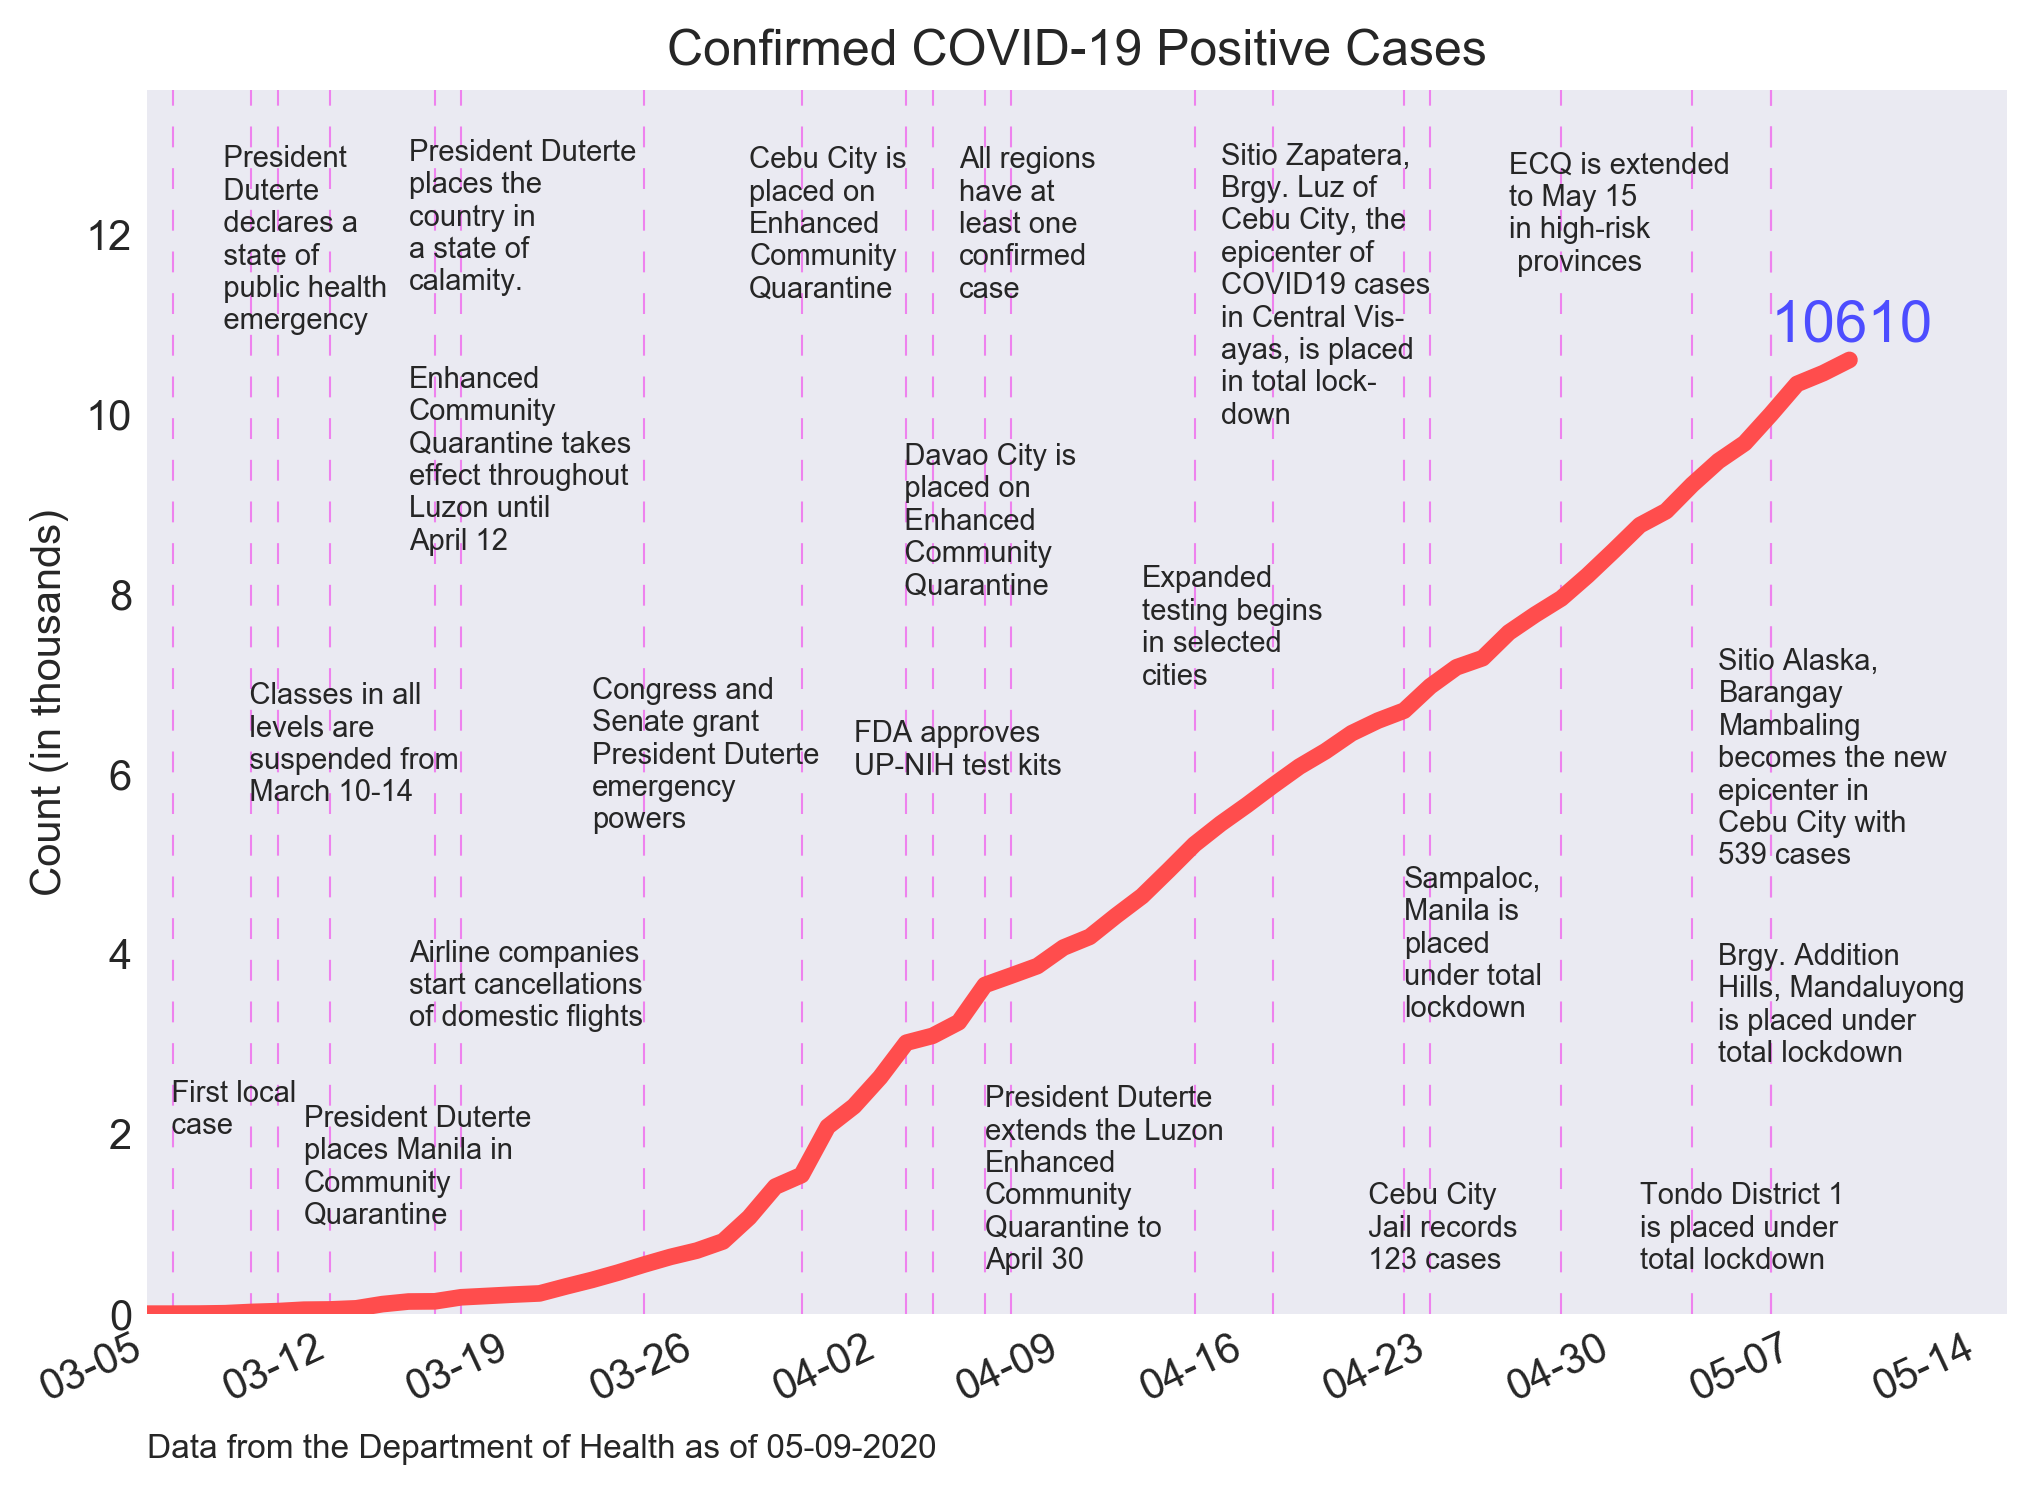 Confirmed COVID-19 Positive Cases
Count (in thousands)
12
10
8
6
4
2
0
President
Duterte
declares a
state of
public health
emergency
President Duterte
places the
country in
a state of
calamity.
Cebu City is
placed on
Enhanced
Community
Quarantine
All regions
have at
least one
confirmed
case
Sitio Zapatera,
Brgy. Luz of
Cebu City, the
epicenter of
COVID19 cases
in Central Vis-
ayas, is placed
in total lock-
down
ECQ is extended
to May 15
in high-risk
provinces
10610
Enhanced
Community
Quarantine takes
effect throughout
Luzon until
April 12
Davao City is
placed on
Enhanced
Community
Quarantine
Expanded
testing begins
in selected
cities
Classes in all
levels are
suspended from
March 10-14
Congress and
Senate grant
President Duterte
emergency
powers
FDA approves
UP-NIH test kits
Sitio Alaska,
Barangay
Mambaling
becomes the new
epicenter in
Cebu City with
539 cases
Sampaloc,
Manila is
placed
under total
lockdown
Airline companies
start cancellations
of domestic flights
Brgy. Addition
Hills, Mandaluyong
is placed under
total lockdown
First local
case
President Duterte
places Manila in
Community
Quarantine
President Duterte
extends the Luzon
Enhanced
Community
Quarantine to
April 30
Cebu City
Jail records
123 cases
Tondo District 1
is placed under
total lockdown
03-05
03-12
03-19
03-26
04-02
04-09
04-16
04-23
04-30
05-07
05-14
Data from the Department of Health as of 05-09-2020